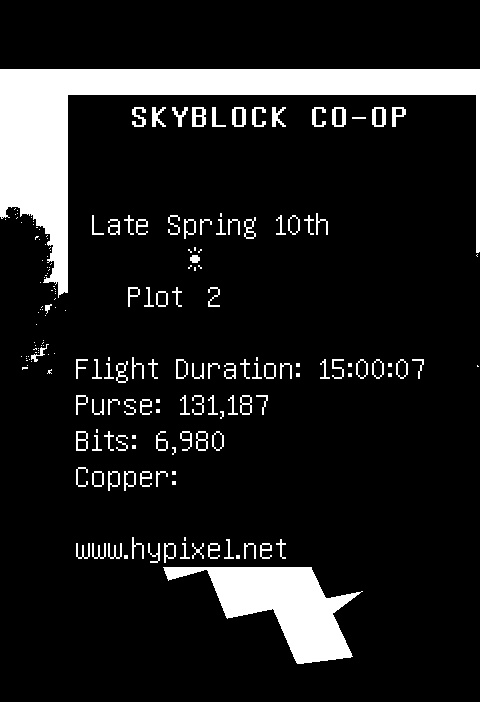 SKYBLOCK CO-OP
Late Spring 10th
Plot 2
Flight Duration: 15:00:07
Purse: 131,187
Bits: 6,980
Copper:
www.hypixel.net